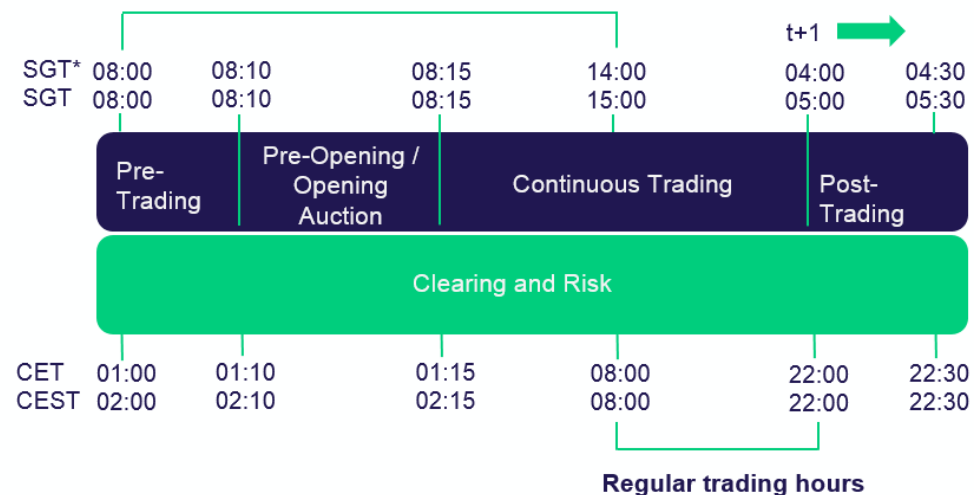 t+1
SGT* 08:00 08:10 08:15 14:00 04:00 04:30
SGT 08:00 08:10 08:15 15:00 05:00 05:30
Pre-
Trading
Pre-Opening /
Opening
Auction
Continuous Trading
Post-
Trading
Clearing and Risk
CET 01:00 01:10 01:15 08:00 22:00 22:30
CEST 02:00 02:10 02:15 08:00 22:00 22:30
Regular trading hours